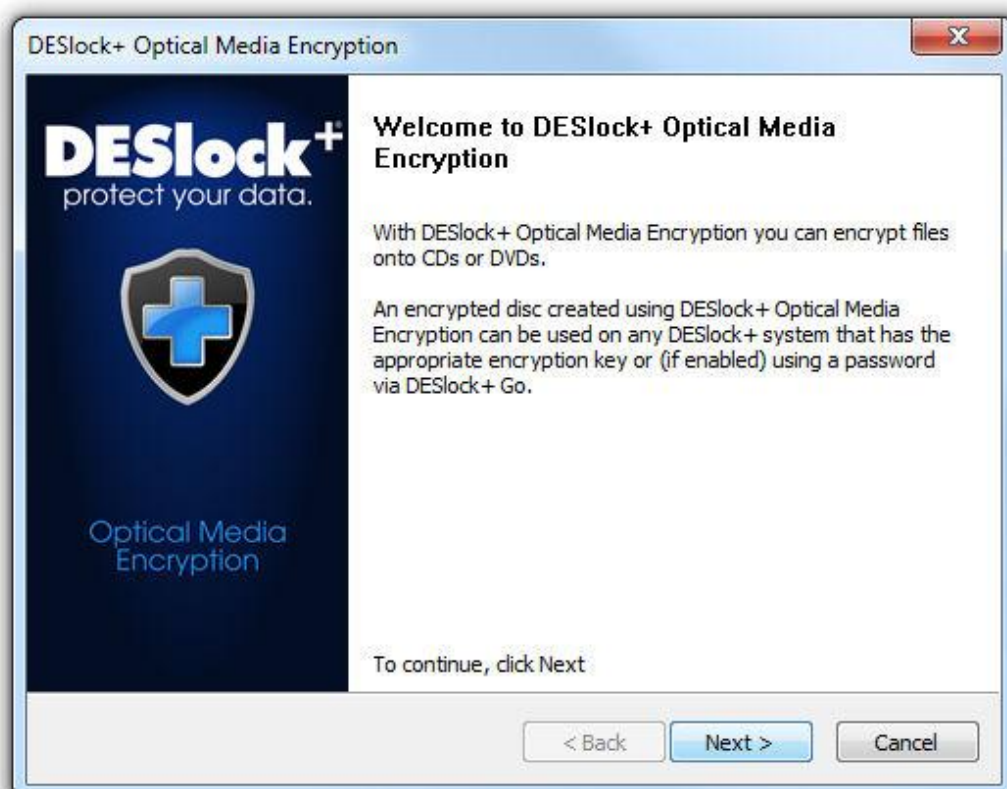 DESlock+ Optical Media Encryption
DESlock+
protect your data.
Optical Media
Encryption
Welcome to DESlock+ Optical Media
Encryption
With DESlock+ Optical Media Encryption you can encrypt files
onto CDs or DVDs.
An encrypted disc created using DESlock+ Optical Media
Encryption can be used on any DESlock+ system that has the
appropriate encryption key or (if enabled) using a password
via DESlock+ Go.
To continue, click Next
< Back
Next >
Cancel